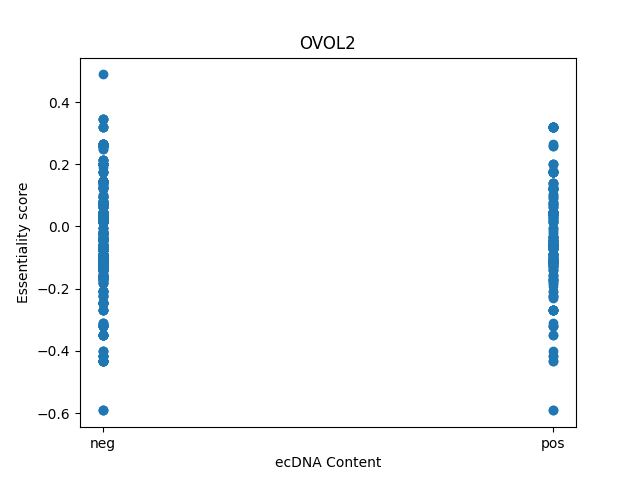 OVOL2
Essentiality score
0.4
0.2
0.0
−0.2
−0.4
−0.6
neg
pos
ecDNA Content